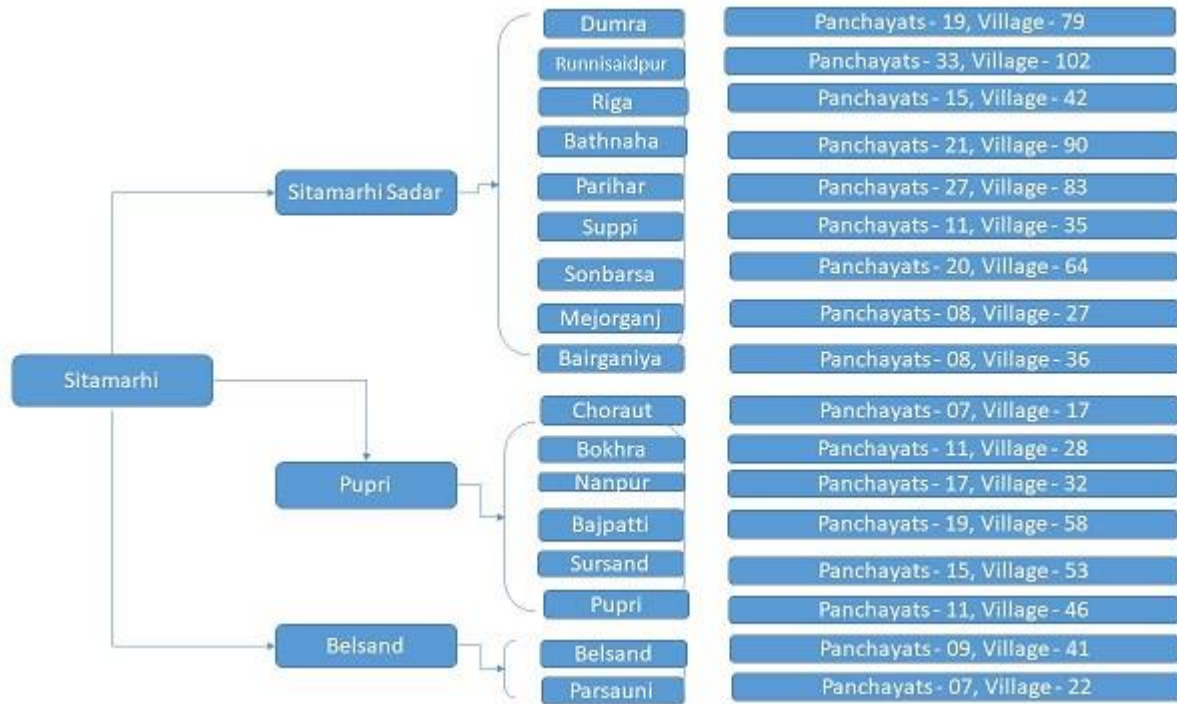 Sitamarhi
Sitamarhi Sadar
Dumra
Panchayats - 19, Village - 79
Runnisaidpur
Panchayats - 33, Village - 102
Riga
Panchayats - 15, Village - 42
Bathnaha
Panchayats - 21, Village - 90
Parihar
Panchayats - 27, Village - 83
Suppi
Panchayats - 11, Village - 35
Sonbarsa
Panchayats - 20, Village - 64
Mejorganj
Panchayats - 08, Village - 27
Bairganiya
Panchayats - 08, Village - 36
Pupri
Choraut
Panchayats - 07, Village - 17
Bokhra
Panchayats - 11, Village - 28
Nanpur
Panchayats - 17, Village - 32
Bajpatti
Panchayats - 19, Village - 58
Sursand
Panchayats - 15, Village - 53
Pupri
Panchayats - 11, Village - 46
Belsand
Belsand
Panchayats - 09, Village - 41
Parsauni
Panchayats - 07, Village - 22